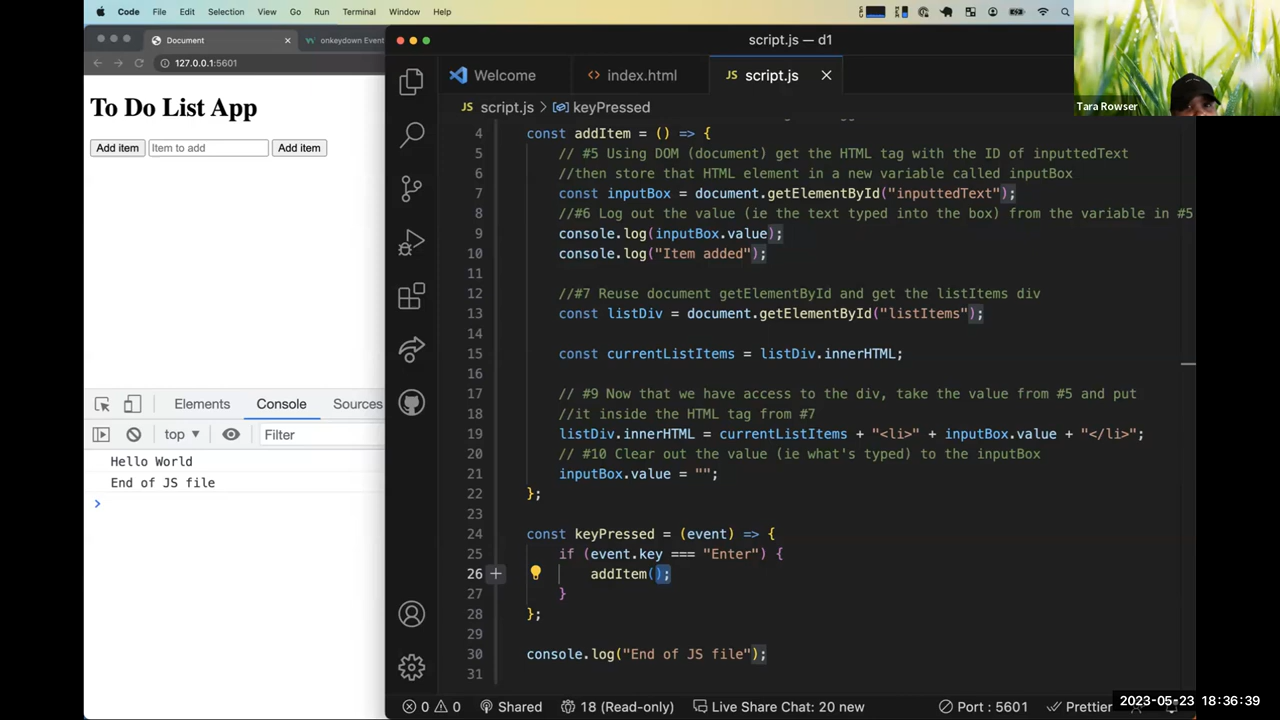 Code File Edit Selection View Go Run Terminal Window Help
Document
onkeydown Event
127.0.0.1:5601
To Do List App
Add item
Item to add
Add item
Elements Console Sources
top
Filter
Hello World
End of JS file
script.js — d1
Welcome
index.html
script.js
script.js > keyPressed
4 const addItem = () => {
5 // #5 Using DOM (document) get the HTML tag with the ID of inputtedText
6 //then store that HTML element in a new variable called inputBox
7 const inputBox = document.getElementById("inputtedText");
8 //#6 Log out the value (ie the text typed into the box) from the variable in #5
9 console.log(inputBox.value);
10 console.log("Item added");
11
12 //#7 Reuse document getElementById and get the listItems div
13 const listDiv = document.getElementById("listItems");
14
15 const currentListItems = listDiv.innerHTML;
16
17 // #9 Now that we have access to the div, take the value from #5 and put
18 //it inside the HTML tag from #7
19 listDiv.innerHTML = currentListItems + "<li>" + inputBox.value + "</li>";
20 // #10 Clear out the value (ie what's typed) to the inputBox
21 inputBox.value = "";
22 };
23
24 const keyPressed = (event) => {
25 if (event.key === "Enter") {
26 addItem();
27 }
28 };
29
30 console.log("End of JS file");
31
0 0 Shared 18 (Read-only) Live Share Chat: 20 new Port : 5601 Prettier
Tara Rowser
2023-05-23 18:36:39